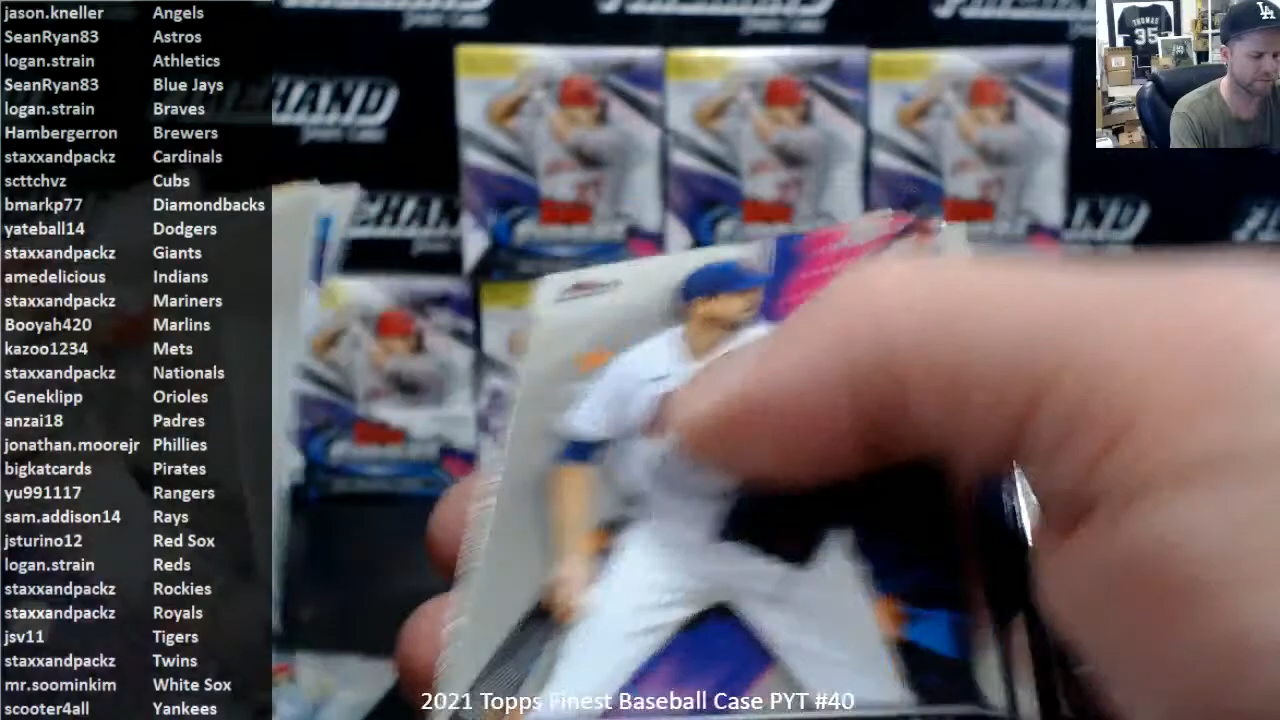 jason.kneller Angels
SeanRyan83 Astros
logan.strain Athletics
SeanRyan83 Blue Jays
logan.strain Braves
Hambergerron Brewers
staxxandpackz Cardinals
scttchvz Cubs
bmarkp77 Diamondbacks
yateball14 Dodgers
staxxandpackz Giants
amedelicious Indians
staxxandpackz Mariners
Booyah420 Marlins
kazoo1234 Mets
staxxandpackz Nationals
Geneklipp Orioles
anzai18 Padres
jonathan.moorejr Phillies
bigkatcards Pirates
yu991117 Rangers
sam.addison14 Rays
jsturino12 Red Sox
logan.strain Reds
staxxandpackz Rockies
staxxandpackz Royals
jsv11 Tigers
staxxandpackz Twins
mr.soominkim White Sox
scooter4all Yankees
THOMAS
35
LA
2021 Topps Finest Baseball Case PYT #40